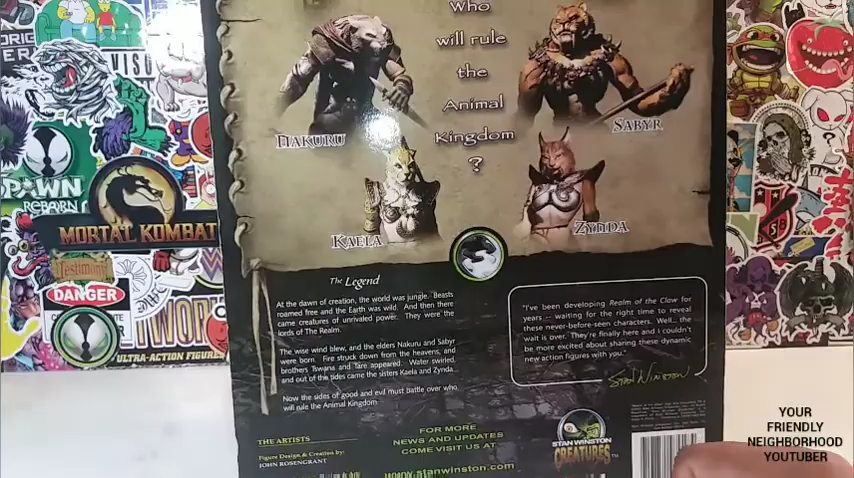 Who
will rule
the
Animal
Kingdom
?
NAKURU
SABYR
KAELA
ZYNDA
The Legend
At the dawn of creation, the world was jungle. Beasts
roamed free and the Earth was wild. And then there
came creatures of unrivaled power. They were the
lords of The Realm.
The wise wind blew, and the elders Nakuru and Sabyr
were born. Fire struck down from the heavens, and
brothers Tswana and Tare appeared. Water swirled,
and out of the tides came the sisters Kaela and Zynda...
Now the sides of good and evil must battle over who
will rule the Animal Kingdom
"I've been developing Realm of the Claw for
years -- waiting for the right time to reveal
these never-before-seen characters. Well... the
wait is over. They're finally here and I couldn't
be more excited about sharing these dynamic
new action figures with you."
Stan Winston
THE ARTISTS
Figure Design & Creation by:
JOHN ROSENGRANT
FOR MORE
NEWS AND UPDATES
COME VISIT US AT
www.stanwinston.com
STAN WINSTON
CREATURES
SPAWN
REBORN
MORTAL KOMBAT
Testimony
DANGER
ULTRA-ACTION FIGURE
YOUR
FRIENDLY
NEIGHBORHOOD
YOUTUBER